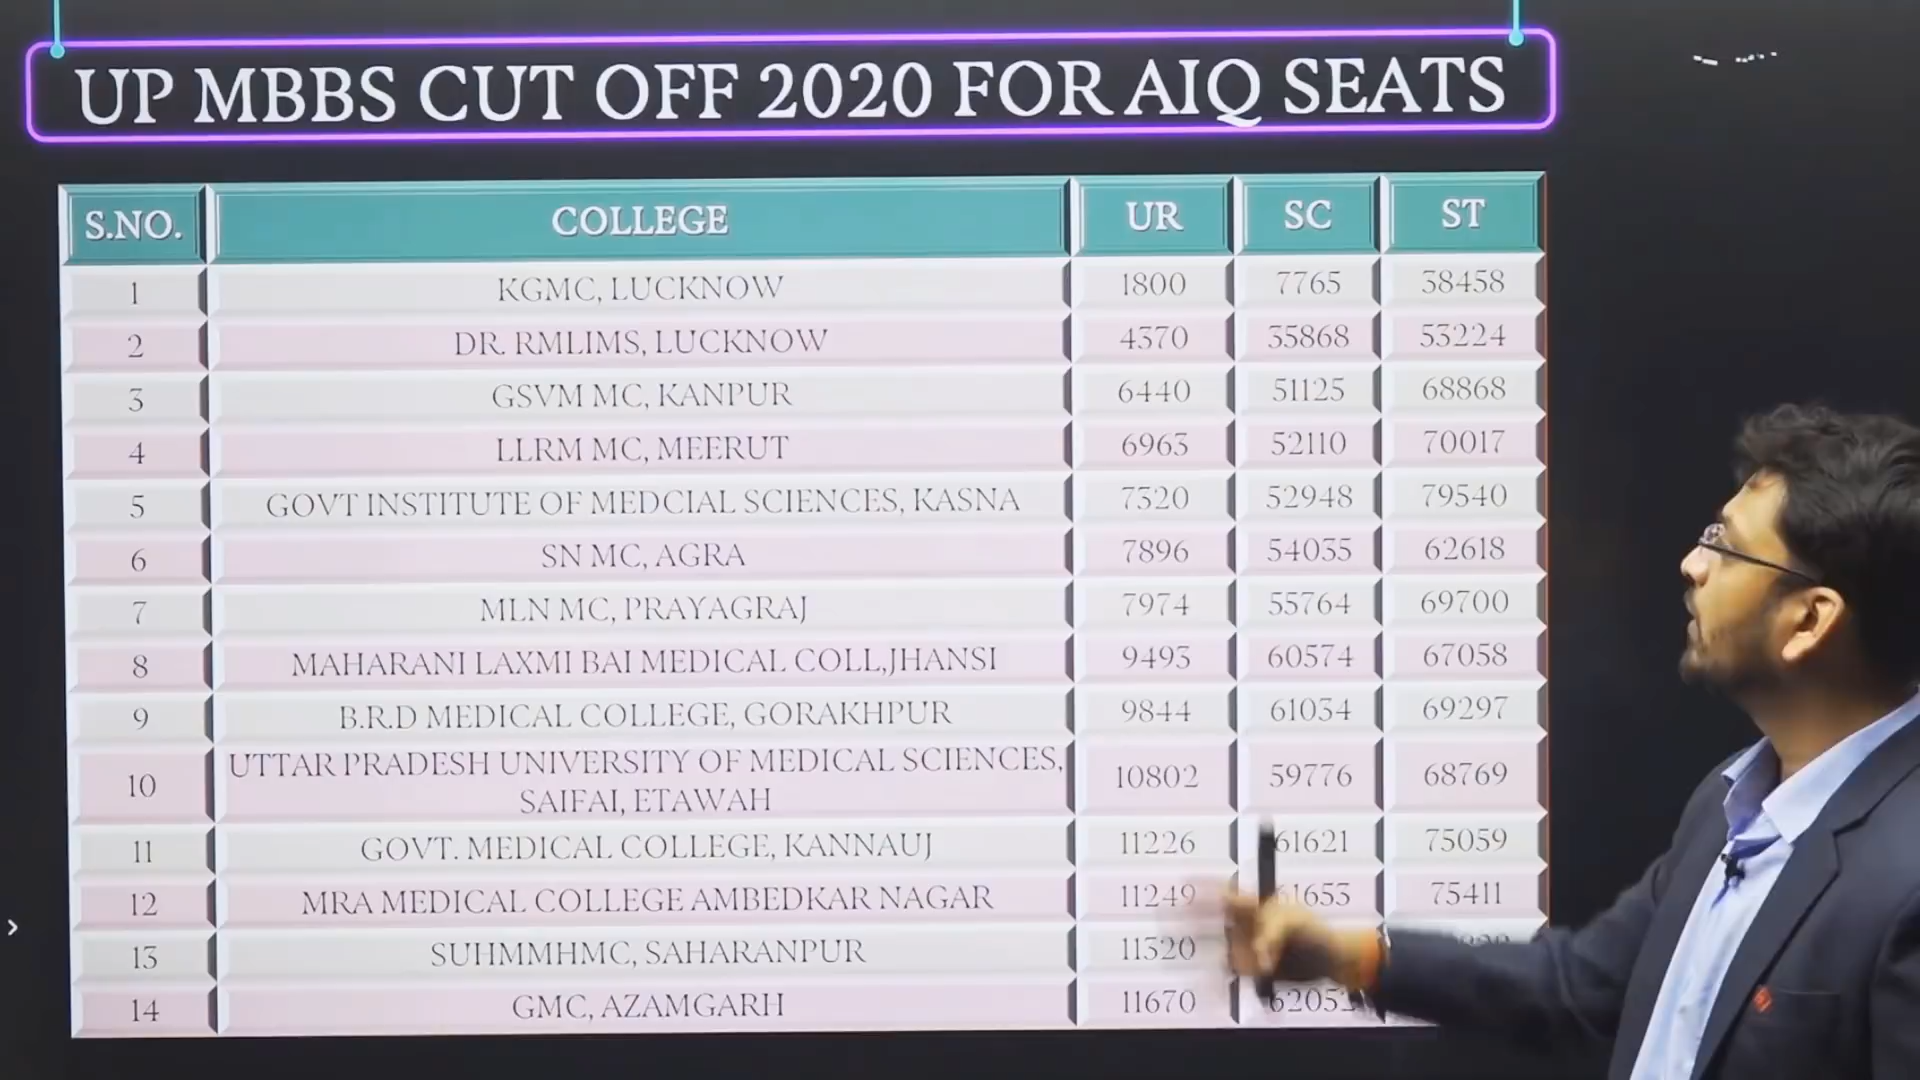 UP MBBS CUT OFF 2020 FOR AIQ SEATS
S.NO. COLLEGE UR SC ST
1 KGMC, LUCKNOW 1800 7765 38458
2 DR. RMLIMS, LUCKNOW 4370 35868 53224
3 GSVM MC, KANPUR 6440 51125 68868
4 LLRM MC, MEERUT 6963 52110 70017
5 GOVT INSTITUTE OF MEDCIAL SCIENCES, KASNA 7320 52948 79540
6 SN MC, AGRA 7896 54035 62618
7 MLN MC, PRAYAGRAJ 7974 55764 69700
8 MAHARANI LAXMI BAI MEDICAL COLL,JHANSI 9493 60574 67058
9 B.R.D MEDICAL COLLEGE, GORAKHPUR 9844 61034 69297
10 UTTAR PRADESH UNIVERSITY OF MEDICAL SCIENCES, 10802 59776 68769
SAIFAI, ETAWAH
11 GOVT. MEDICAL COLLEGE, KANNAUJ 11226 61621 75059
12 MRA MEDICAL COLLEGE AMBEDKAR NAGAR 11249 61655 75411
13 SUHMMHMC, SAHARANPUR 11320
14 GMC, AZAMGARH 11670 62052